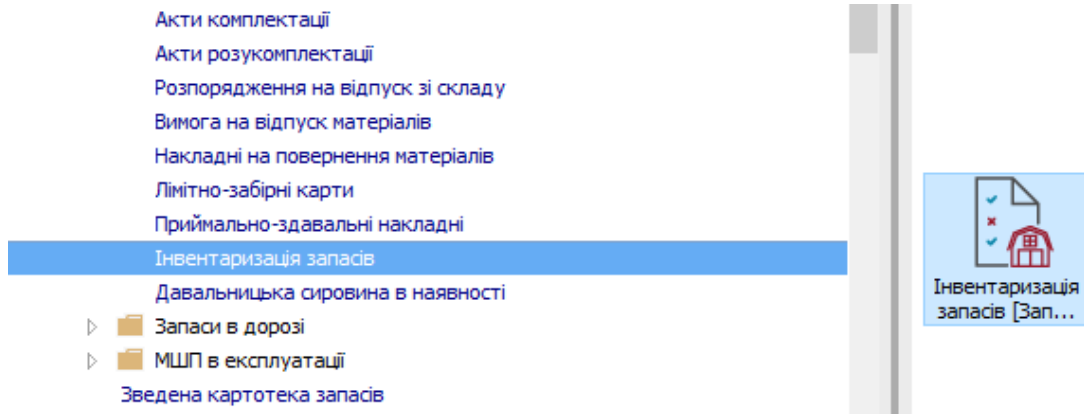 Акти комплектації
Акти розукомплектації
Розпорядження на відпуск зі складу
Вимога на відпуск матеріалів
Накладні на повернення матеріалів
Лімітно-забірні карти
Приймально-здавальні накладні
Інвентаризація запасів
Давальницька сировина в наявності
Запаси в дорозі
МШП в експлуатації
Зведена картотека запасів
Інвентаризація
запасів [Зап...